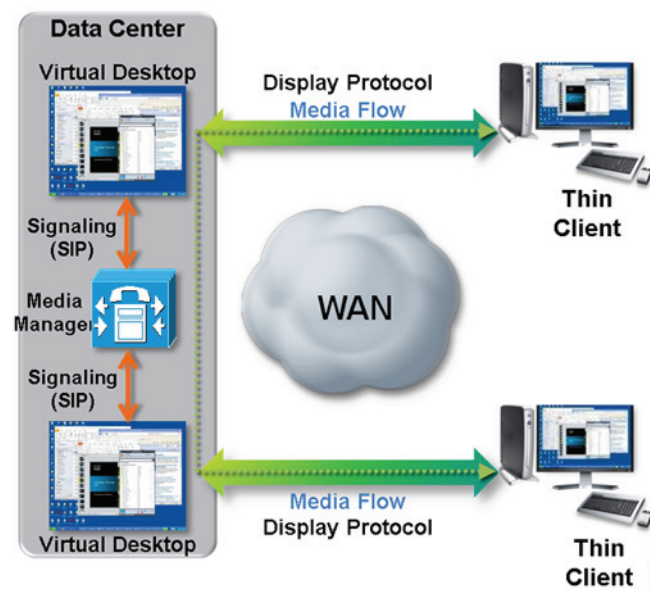 Data Center
Virtual Desktop
Display Protocol
Media Flow
Thin
Client
Signaling
(SIP)
Media
Manager
WAN
Signaling
(SIP)
Media Flow
Display Protocol
Virtual Desktop
Thin
Client